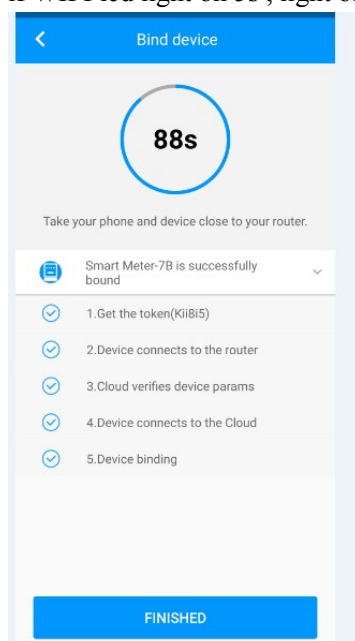 Bind device
88s
Take your phone and device close to your router.
Smart Meter-7B is successfully
bound
1.Get the token(Kii8i5)
2.Device connects to the router
3.Cloud verifies device params
4.Device connects to the Cloud
5.Device binding
FINISHED